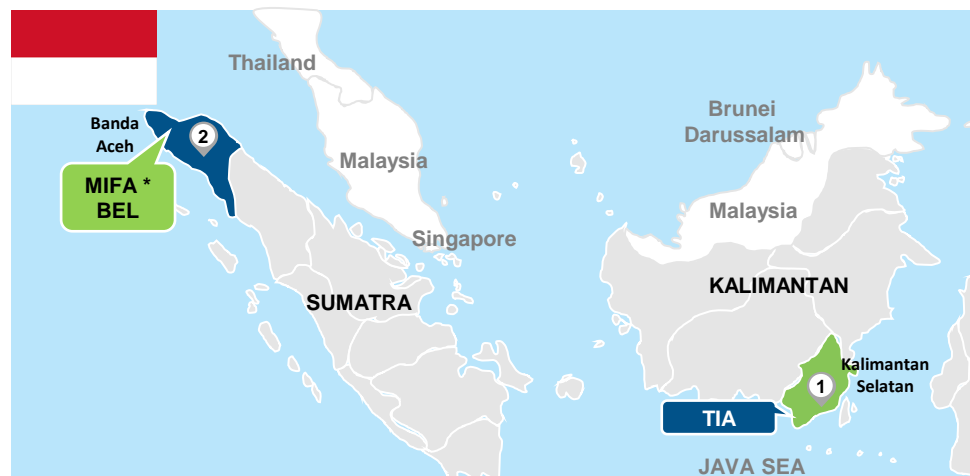 Thailand
Brunei
Darussalam
Banda
Aceh
2
Malaysia
MIFA *
BEL
Malaysia
Singapore
KALIMANTAN
SUMATRA
Kalimantan
Selatan
1
TIA
JAVA SEA